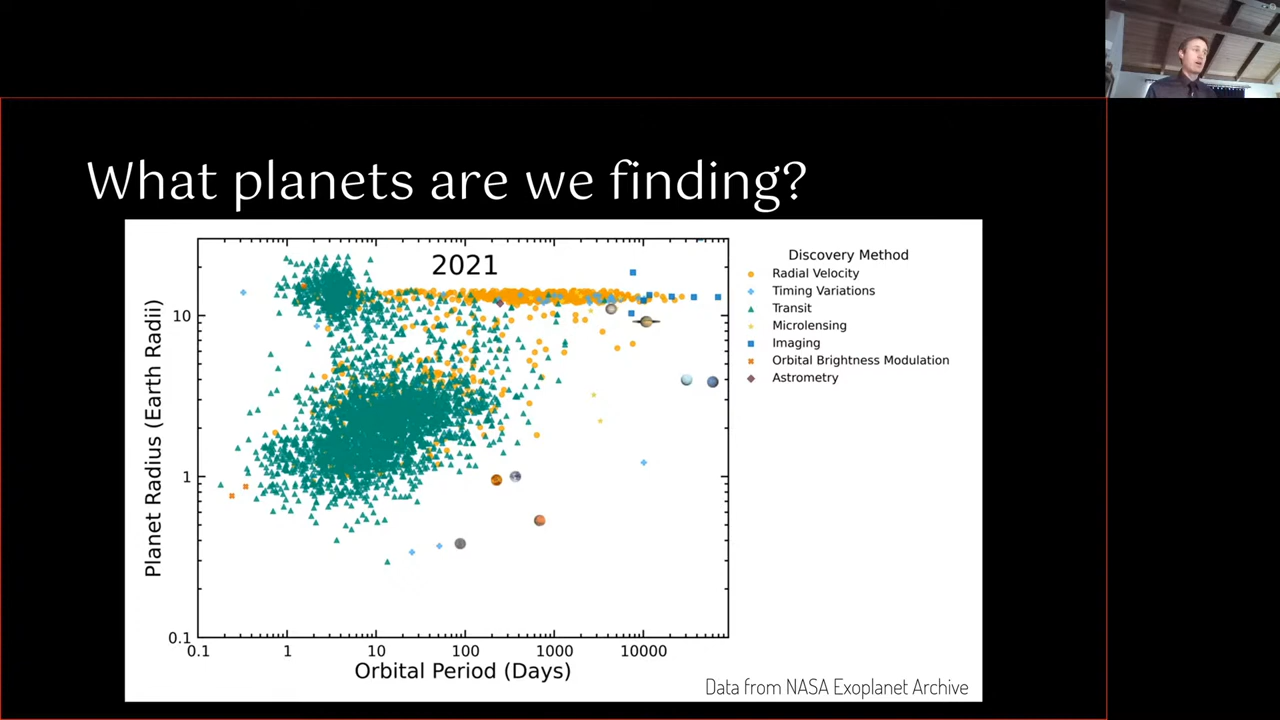 What planets are we finding?
2021
Planet Radius (Earth Radii)
10
1
0.1
0.1 1 10 100 1000 10000
Orbital Period (Days)
Discovery Method
Radial Velocity
Timing Variations
Transit
Microlensing
Imaging
Orbital Brightness Modulation
Astrometry
Data from NASA Exoplanet Archive